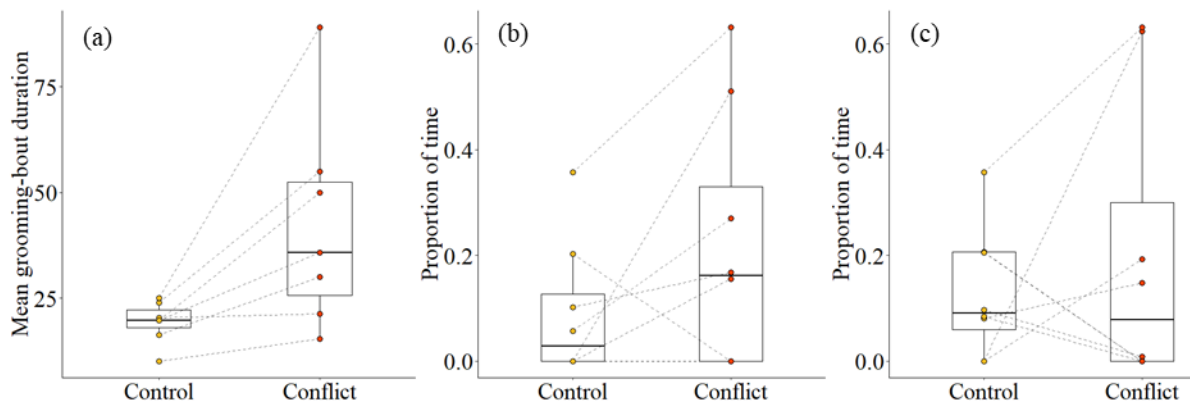 (a)
Mean grooming-bout duration
75
50
25
Control Conflict
(b)
Proportion of time
0.6
0.4
0.2
0.0
Control Conflict
(c)
Proportion of time
0.6
0.4
0.2
0.0
Control Conflict